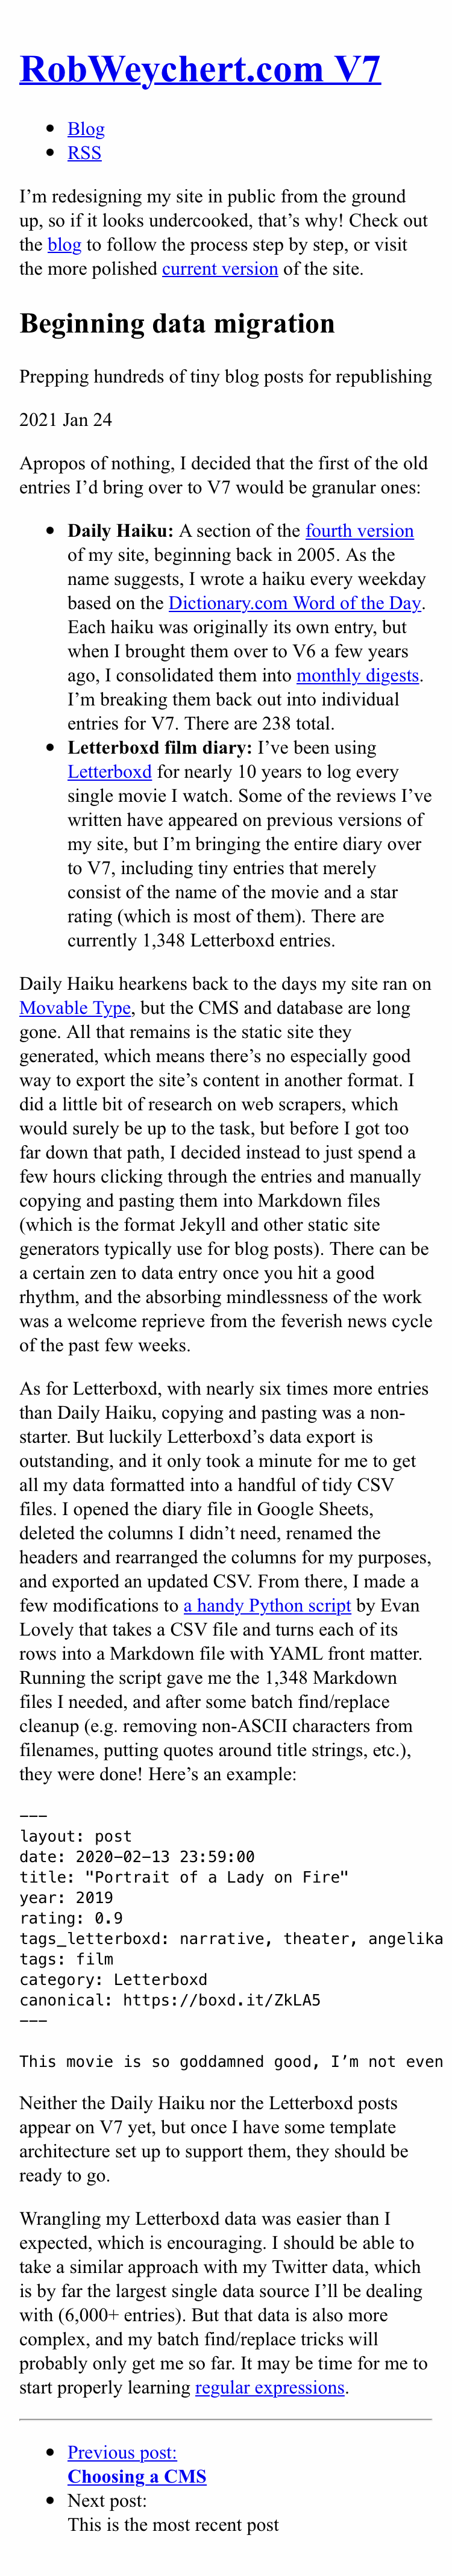 RobWeychert.com V7
Blog
RSS
I’m redesigning my site in public from the ground
up, so if it looks undercooked, that’s why! Check out
the blog to follow the process step by step, or visit
the more polished current version of the site.
Beginning data migration
Prepping hundreds of tiny blog posts for republishing
2021 Jan 24
Apropos of nothing, I decided that the first of the old
entries I’d bring over to V7 would be granular ones:
Daily Haiku: A section of the fourth version
of my site, beginning back in 2005. As the
name suggests, I wrote a haiku every weekday
based on the Dictionary.com Word of the Day.
Each haiku was originally its own entry, but
when I brought them over to V6 a few years
ago, I consolidated them into monthly digests.
I’m breaking them back out into individual
entries for V7. There are 238 total.
Letterboxd film diary: I’ve been using
Letterboxd for nearly 10 years to log every
single movie I watch. Some of the reviews I’ve
written have appeared on previous versions of
my site, but I’m bringing the entire diary over
to V7, including tiny entries that merely
consist of the name of the movie and a star
rating (which is most of them). There are
currently 1,348 Letterboxd entries.
Daily Haiku hearkens back to the days my site ran on
Movable Type, but the CMS and database are long
gone. All that remains is the static site they
generated, which means there’s no especially good
way to export the site’s content in another format. I
did a little bit of research on web scrapers, which
would surely be up to the task, but before I got too
far down that path, I decided instead to just spend a
few hours clicking through the entries and manually
copying and pasting them into Markdown files
(which is the format Jekyll and other static site
generators typically use for blog posts). There can be
a certain zen to data entry once you hit a good
rhythm, and the absorbing mindlessness of the work
was a welcome reprieve from the feverish news cycle
of the past few weeks.
As for Letterboxd, with nearly six times more entries
than Daily Haiku, copying and pasting was a non-
starter. But luckily Letterboxd’s data export is
outstanding, and it only took a minute for me to get
all my data formatted into a handful of tidy CSV
files. I opened the diary file in Google Sheets,
deleted the columns I didn’t need, renamed the
headers and rearranged the columns for my purposes,
and exported an updated CSV. From there, I made a
few modifications to a handy Python script by Evan
Lovely that takes a CSV file and turns each of its
rows into a Markdown file with YAML front matter.
Running the script gave me the 1,348 Markdown
files I needed, and after some batch find/replace
cleanup (e.g. removing non-ASCII characters from
filenames, putting quotes around title strings, etc.),
they were done! Here’s an example:
---
layout: post
date: 2020-02-13 23:59:00
title: "Portrait of a Lady on Fire"
year: 2019
rating: 0.9
tags_letterboxd: narrative, theater, angelika
tags: film
category: Letterboxd
canonical: https://boxd.it/ZkLA5
---
This movie is so goddamned good, I’m not even
Neither the Daily Haiku nor the Letterboxd posts
appear on V7 yet, but once I have some template
architecture set up to support them, they should be
ready to go.
Wrangling my Letterboxd data was easier than I
expected, which is encouraging. I should be able to
take a similar approach with my Twitter data, which
is by far the largest single data source I’ll be dealing
with (6,000+ entries). But that data is also more
complex, and my batch find/replace tricks will
probably only get me so far. It may be time for me to
start properly learning regular expressions.
Previous post:
Choosing a CMS
Next post:
This is the most recent post